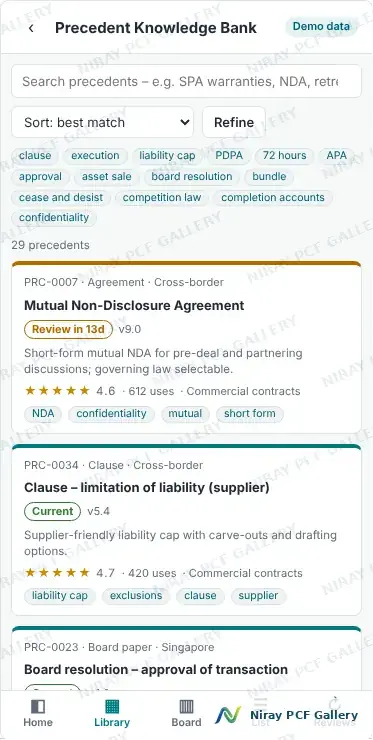 ‹ Precedent Knowledge Bank Demo data
Search precedents – e.g. SPA warranties, NDA, retre
Sort: best match Refine
clause execution liability cap PDPA 72 hours APA
approval asset sale board resolution bundle
cease and desist competition law completion accounts
confidentiality
29 precedents
PRC-0007 · Agreement · Cross-border
Mutual Non-Disclosure Agreement
Review in 13d v9.0
Short-form mutual NDA for pre-deal and partnering
discussions; governing law selectable.
★★★★★ 4.6 · 612 uses · Commercial contracts
NDA confidentiality mutual short form
PRC-0034 · Clause · Cross-border
Clause – limitation of liability (supplier)
Current v5.4
Supplier-friendly liability cap with carve-outs and drafting
options.
★★★★★ 4.7 · 420 uses · Commercial contracts
liability cap exclusions clause supplier
PRC-0023 · Board paper · Singapore
Board resolution – approval of transaction
Home Library Board List Reviews
Niray PCF Gallery
NIRAY PCF GALLERY